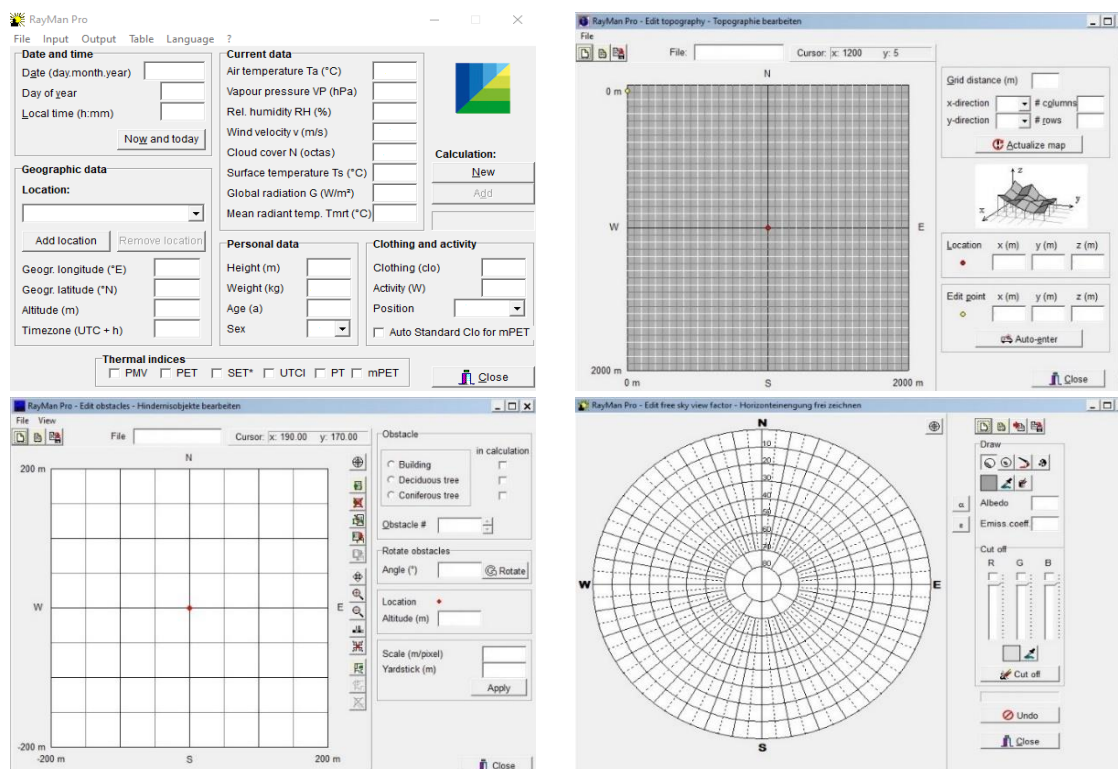 RayMan Pro
File Input Output Table Language ?
Date and time
Date (day.month.year)
Day of year
Local time (h:mm)
Now and today
Geographic data
Location:
Add location Remove location
Geogr. longitude (°E)
Geogr. latitude (°N)
Altitude (m)
Timezone (UTC + h)
Current data
Air temperature Ta (°C)
Vapour pressure VP (hPa)
Rel. humidity RH (%)
Wind velocity v (m/s)
Cloud cover N (octas)
Surface temperature Ts (°C)
Global radiation G (W/m²)
Mean radiant temp. Tmrt (°C)
Calculation:
New
Add
Personal data
Height (m)
Weight (kg)
Age (a)
Sex
Clothing and activity
Clothing (clo)
Activity (W)
Position
Auto Standard Clo for mPET
Thermal indices
PMV PET SET* UTCI PT mPET
Close
RayMan Pro - Edit topography - Topographie bearbeiten
File
File: Cursor: x: 1200 y: 5
N
0 m
W E
2000 m
0 m S 2000 m
Grid distance (m)
x-direction # columns
y-direction # rows
Actualize map
z
y
x
Location x (m) y (m) z (m)
Edit point x (m) y (m) z (m)
Auto-enter
Close
RayMan Pro - Edit obstacles - Hindernisobjekte bearbeiten
File View
File Cursor: x: 190.00 y: 170.00
N
200 m
W E
-200 m
-200 m S 200 m
Obstacle
in calculation
Building
Deciduous tree
Coniferous tree
Obstacle #
Rotate obstacles
Angle (°) Rotate
Location
Altitude (m)
Scale (m/pixel)
Yardstick (m)
Apply
Close
RayMan Pro - Edit free sky view factor - Horizonteinengung frei zeichnen
N
10
20
30
40
50
60
70
80
W E
S
Draw
Albedo
Emiss.coeff
Cut off
R G B
Cut off
Undo
Close